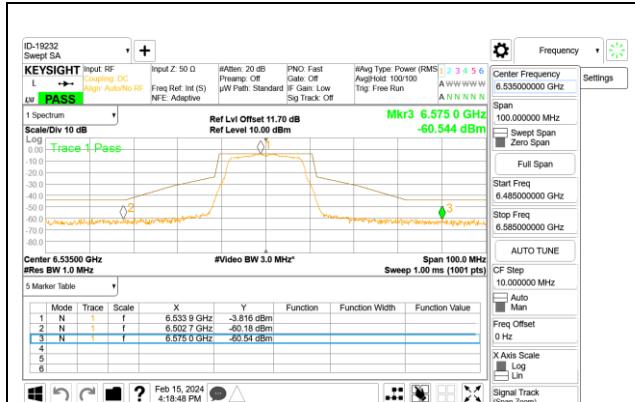 ID-19232
Swept SA
Frequency
KEYSIGHT
Input: RF
Coupling: DC
Align: Auto/No RF
Input Z: 50 Ω
Freq Ref: Int (S)
NFE: Adaptive
#Atten: 20 dB
Preamp: Off
µW Path: Standard
PNO: Fast
Gate: Off
IF Gain: Low
Sig Track: Off
#Avg Type: Power (RMS
Avg|Hold: 100/100
Trig: Free Run
1 2 3 4 5 6
A W W W W W
A N N N N N
L
LXI PASS
1 Spectrum
Scale/Div 10 dB
Ref Lvl Offset 11.70 dB
Ref Level 10.00 dBm
Mkr3 6.575 0 GHz
-60.544 dBm
Log
Trace 1 Pass
0.00
-10.0
-20.0
-30.0
-40.0
-50.0
-60.0
-70.0
-80.0
1
2
3
Center 6.53500 GHz
#Res BW 1.0 MHz
#Video BW 3.0 MHz*
Span 100.0 MHz
Sweep 1.00 ms (1001 pts)
5 Marker Table
Mode Trace Scale X Y Function Function Width Function Value
1 N 1 f 6.533 9 GHz -3.816 dBm
2 N 1 f 6.502 7 GHz -60.18 dBm
3 N 1 f 6.575 0 GHz -60.54 dBm
4
5
6
?
Feb 15, 2024
4:18:48 PM
Center Frequency
6.535000000 GHz
Settings
Span
100.000000 MHz
Swept Span
Zero Span
Full Span
Start Freq
6.485000000 GHz
Stop Freq
6.585000000 GHz
AUTO TUNE
CF Step
10.000000 MHz
Auto
Man
Freq Offset
0 Hz
X Axis Scale
Log
Lin
Signal Track
(Span Zoom)